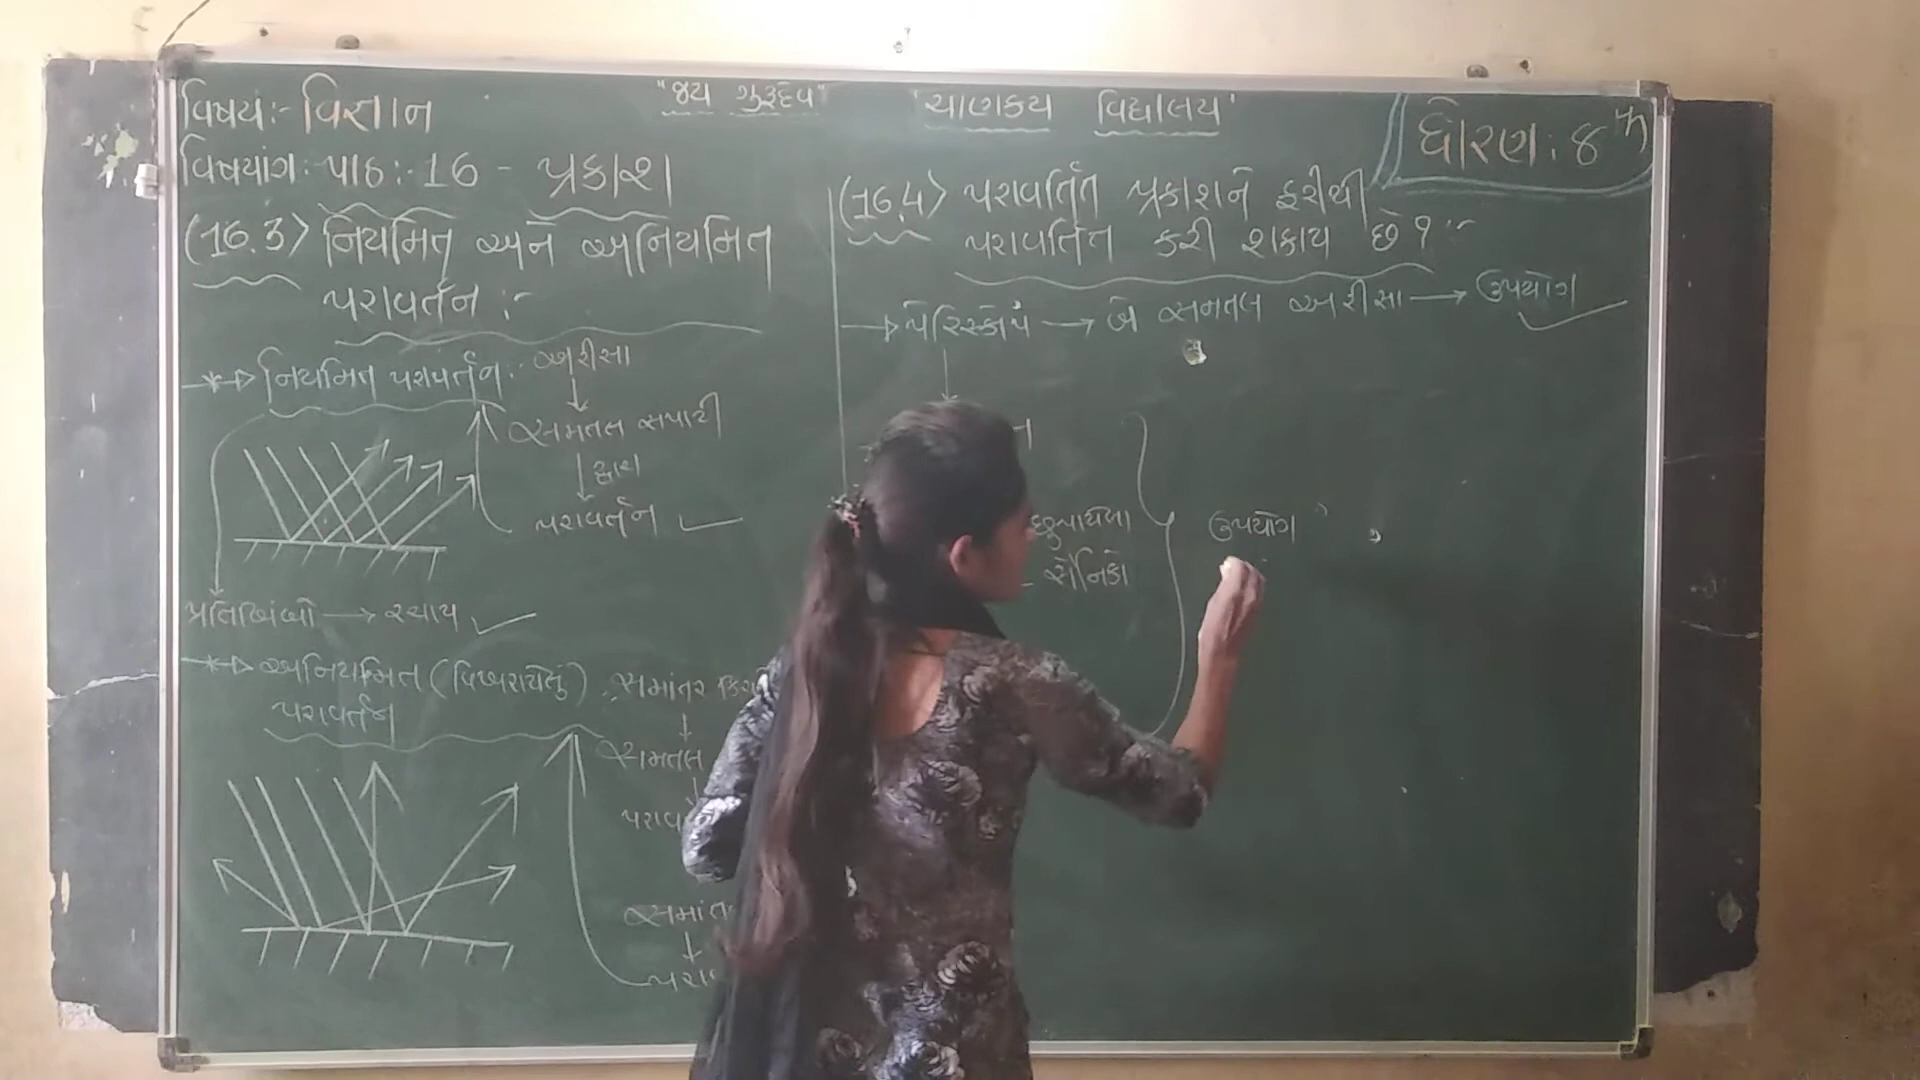 વિષય:- વિજ્ઞાન
"જય ગુરૂદેવ"
'ચાણક્ય વિદ્યાલય'
ધોરણ: ૪
વિષયાંગ:- પાઠ:- 16 - પ્રકાશ
(16.3) નિયમિત અને અનિયમિત
પરાવર્તન :-
નિયમિત પરાવર્તન:- અરીસા
સમતલ સપાટી
દ્વારા
પરાવર્તન
પ્રતિબિંબો → રચાય
અનિયમિત (વિખરાયેલું)
પરાવર્તન
સમાંતર
સમતલ
(16.4) પરાવર્તિત પ્રકાશને ફરીથી
પરાવર્તિત કરી શકાય છે ? :-
પેરિસ્કોપ → બે સમતલ અરીસા → ઉપયોગ
છુપાયેલા
સૈનિકો
ઉપયોગ